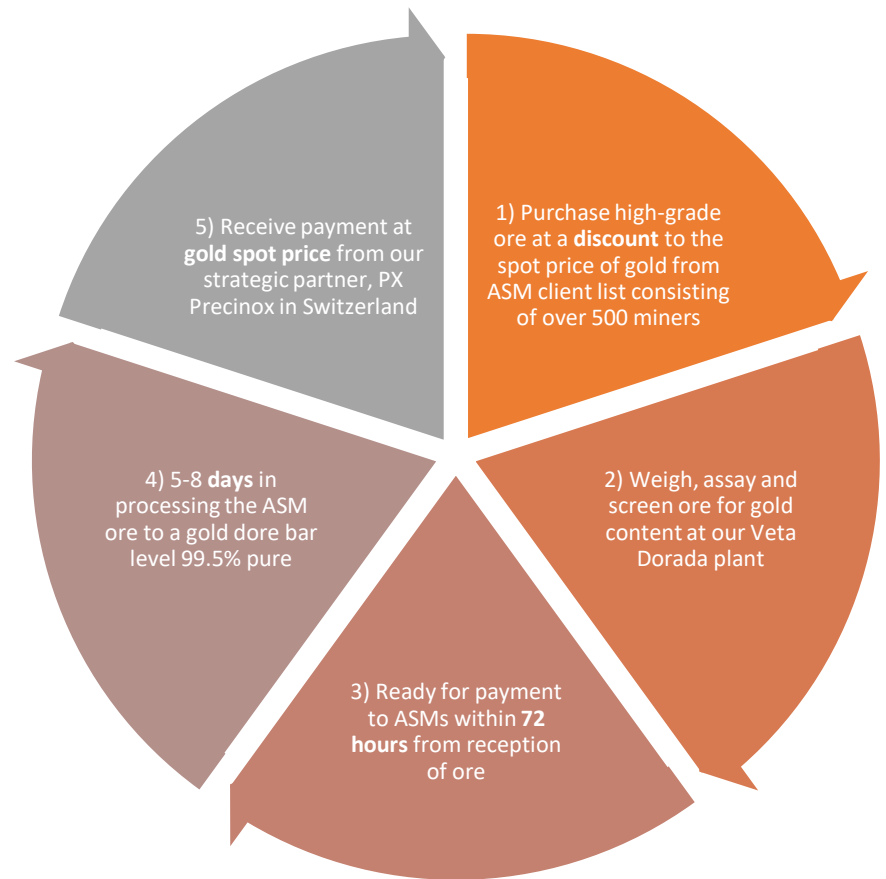 1) Purchase high-grade
ore at a discount to the
spot price of gold from
ASM client list consisting
of over 500 miners
2) Weigh, assay and
screen ore for gold
content at our Veta
Dorada plant
3) Ready for payment
to ASMs within 72
hours from reception
of ore
4) 5-8 days in
processing the ASM
ore to a gold dore bar
level 99.5% pure
5) Receive payment at
gold spot price from our
strategic partner, PX
Precinox in Switzerland